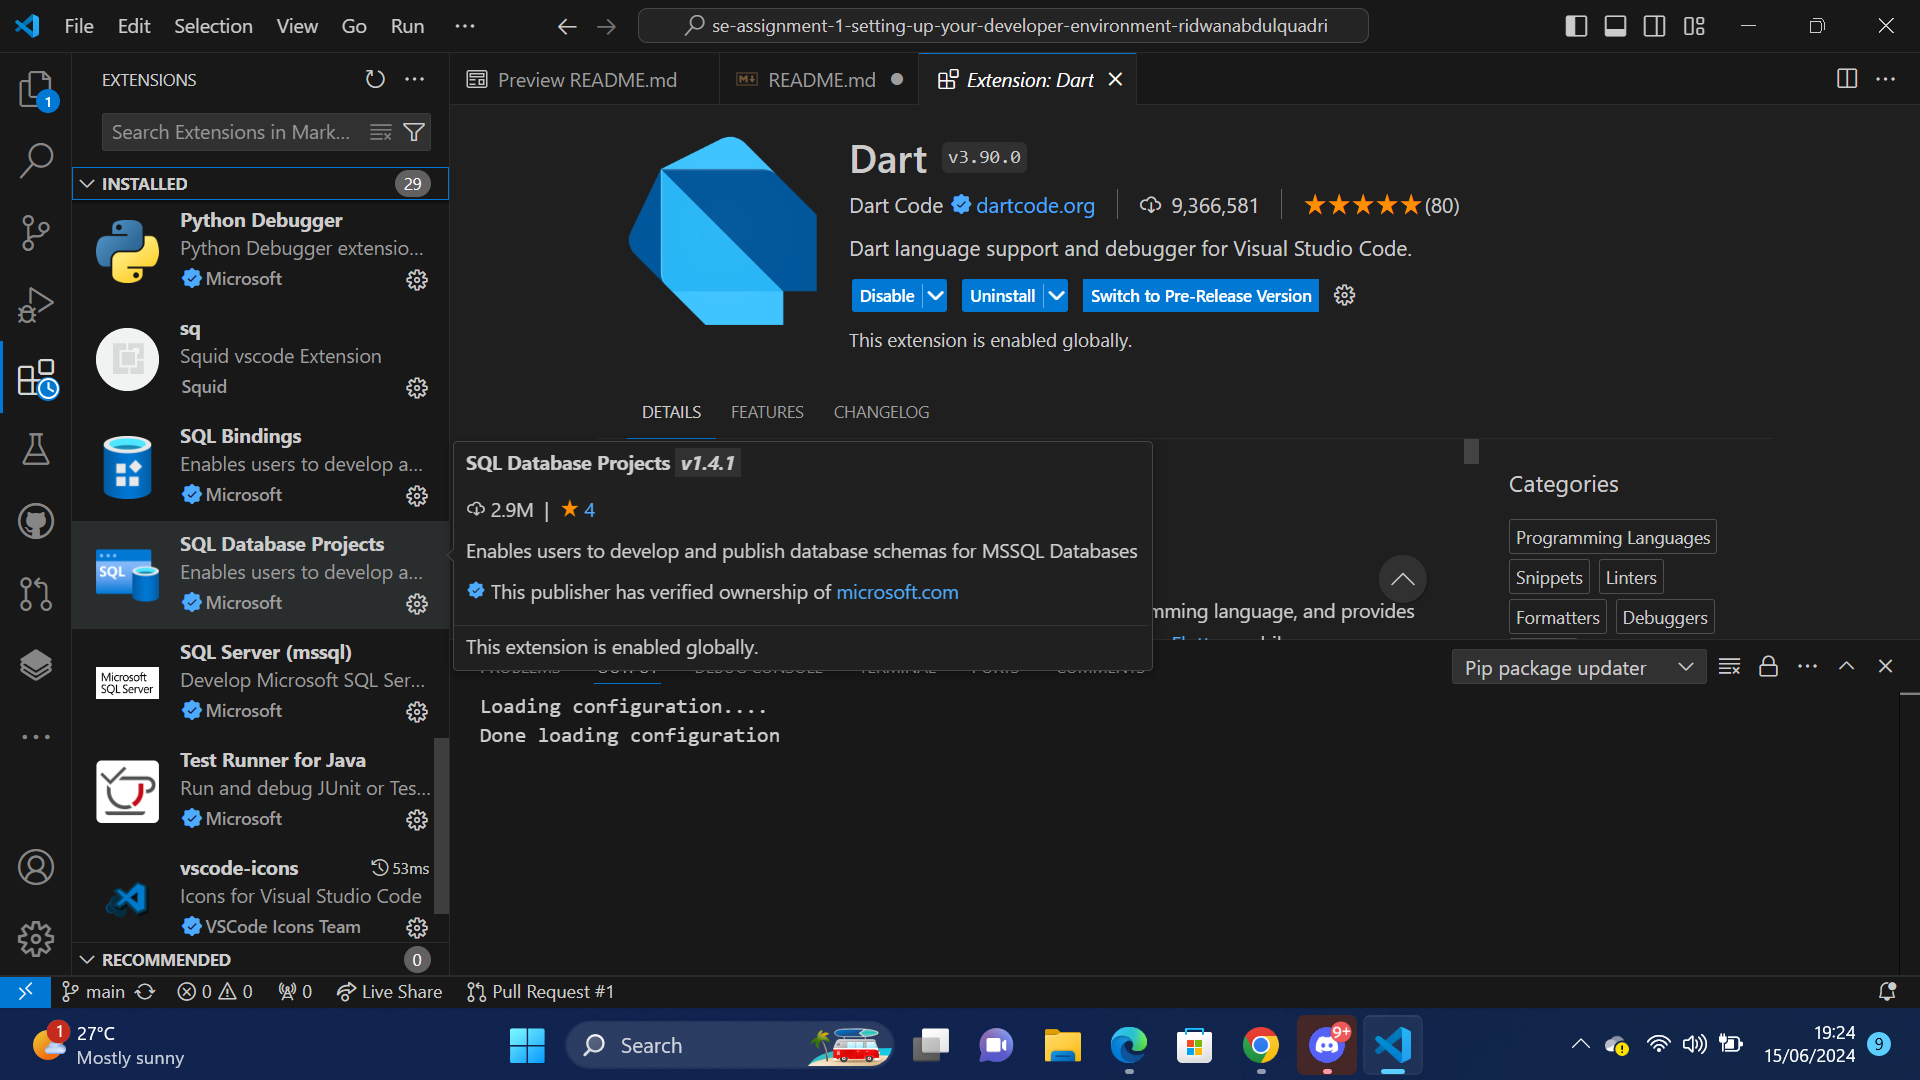 File Edit Selection View Go Run
se-assignment-1-setting-up-your-developer-environment-ridwanabdulquadri
1
EXTENSIONS
Search Extensions in Mark...
INSTALLED 29
Python Debugger
Python Debugger extensio...
Microsoft
sq
Squid vscode Extension
Squid
SQL Bindings
Enables users to develop a...
Microsoft
SQL
SQL Database Projects
Enables users to develop a...
Microsoft
Microsoft
SQL Server
SQL Server (mssql)
Develop Microsoft SQL Ser...
Microsoft
Test Runner for Java
Run and debug JUnit or Tes...
Microsoft
vscode-icons 53ms
Icons for Visual Studio Code
VSCode Icons Team
RECOMMENDED 0
Preview README.md
README.md
Extension: Dart
Dart v3.90.0
Dart Code dartcode.org 9,366,581 (80)
Dart language support and debugger for Visual Studio Code.
Disable Uninstall Switch to Pre-Release Version
This extension is enabled globally.
DETAILS FEATURES CHANGELOG
SQL Database Projects v1.4.1
2.9M | 4
Enables users to develop and publish database schemas for MSSQL Databases
This publisher has verified ownership of microsoft.com
This extension is enabled globally.
mming language, and provides
Categories
Programming Languages
Snippets Linters
Formatters Debuggers
Pip package updater
Loading configuration....
Done loading configuration
main 0 0 0 Live Share Pull Request #1
1
27°C
Mostly sunny
Search
9+
19:24
15/06/2024
9